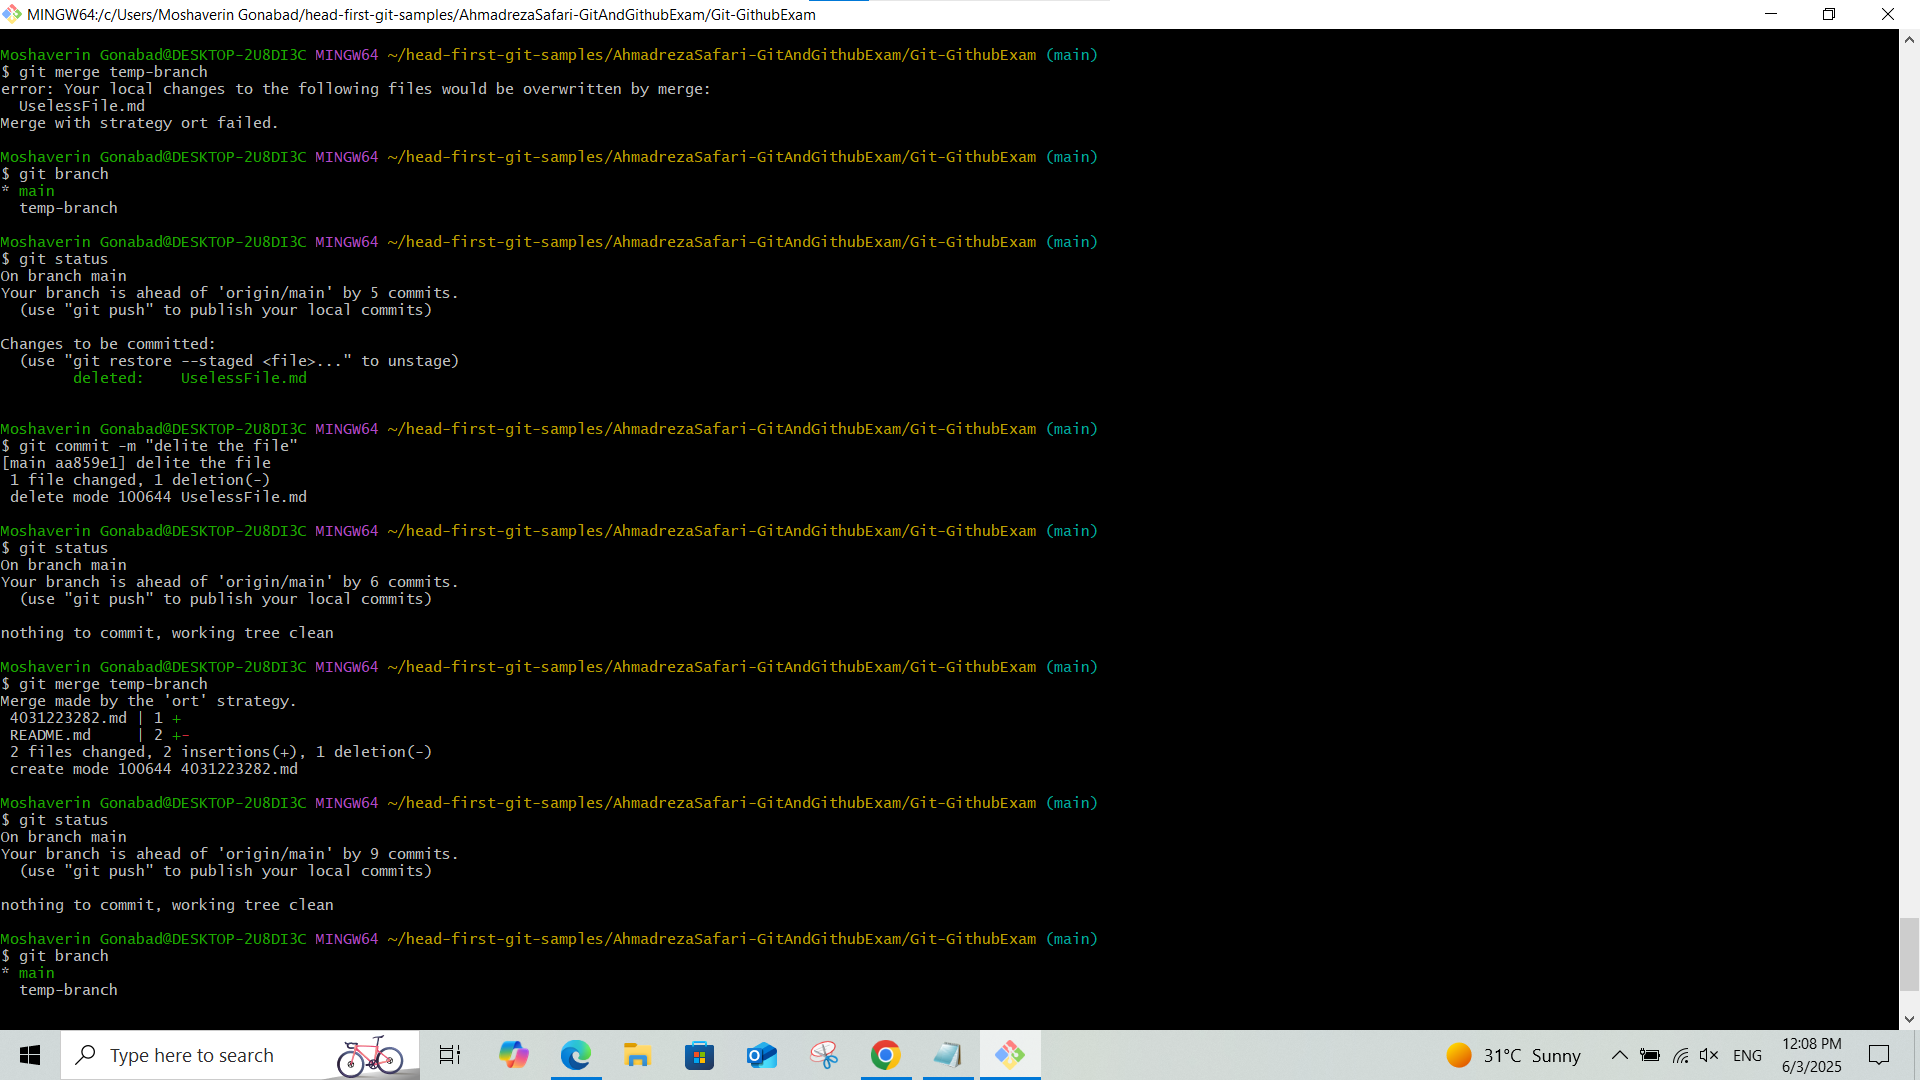 MINGW64:/c/Users/Moshaverin Gonabad/head-first-git-samples/AhmadrezaSafari-GitAndGithubExam/Git-GithubExam
Moshaverin Gonabad@DESKTOP-2U8DI3C MINGW64 ~/head-first-git-samples/AhmadrezaSafari-GitAndGithubExam/Git-GithubExam (main)
$ git merge temp-branch
error: Your local changes to the following files would be overwritten by merge:
  UselessFile.md
Merge with strategy ort failed.
Moshaverin Gonabad@DESKTOP-2U8DI3C MINGW64 ~/head-first-git-samples/AhmadrezaSafari-GitAndGithubExam/Git-GithubExam (main)
$ git branch
* main
  temp-branch
Moshaverin Gonabad@DESKTOP-2U8DI3C MINGW64 ~/head-first-git-samples/AhmadrezaSafari-GitAndGithubExam/Git-GithubExam (main)
$ git status
On branch main
Your branch is ahead of 'origin/main' by 5 commits.
  (use "git push" to publish your local commits)
Changes to be committed:
  (use "git restore --staged <file>..." to unstage)
        deleted:    UselessFile.md
Moshaverin Gonabad@DESKTOP-2U8DI3C MINGW64 ~/head-first-git-samples/AhmadrezaSafari-GitAndGithubExam/Git-GithubExam (main)
$ git commit -m "delite the file"
[main aa859e1] delite the file
 1 file changed, 1 deletion(-)
 delete mode 100644 UselessFile.md
Moshaverin Gonabad@DESKTOP-2U8DI3C MINGW64 ~/head-first-git-samples/AhmadrezaSafari-GitAndGithubExam/Git-GithubExam (main)
$ git status
On branch main
Your branch is ahead of 'origin/main' by 6 commits.
  (use "git push" to publish your local commits)
nothing to commit, working tree clean
Moshaverin Gonabad@DESKTOP-2U8DI3C MINGW64 ~/head-first-git-samples/AhmadrezaSafari-GitAndGithubExam/Git-GithubExam (main)
$ git merge temp-branch
Merge made by the 'ort' strategy.
 4031223282.md | 1 +
 README.md     | 2 +-
 2 files changed, 2 insertions(+), 1 deletion(-)
 create mode 100644 4031223282.md
Moshaverin Gonabad@DESKTOP-2U8DI3C MINGW64 ~/head-first-git-samples/AhmadrezaSafari-GitAndGithubExam/Git-GithubExam (main)
$ git status
On branch main
Your branch is ahead of 'origin/main' by 9 commits.
  (use "git push" to publish your local commits)
nothing to commit, working tree clean
Moshaverin Gonabad@DESKTOP-2U8DI3C MINGW64 ~/head-first-git-samples/AhmadrezaSafari-GitAndGithubExam/Git-GithubExam (main)
$ git branch
* main
  temp-branch
Type here to search
31°C Sunny
ENG
12:08 PM
6/3/2025